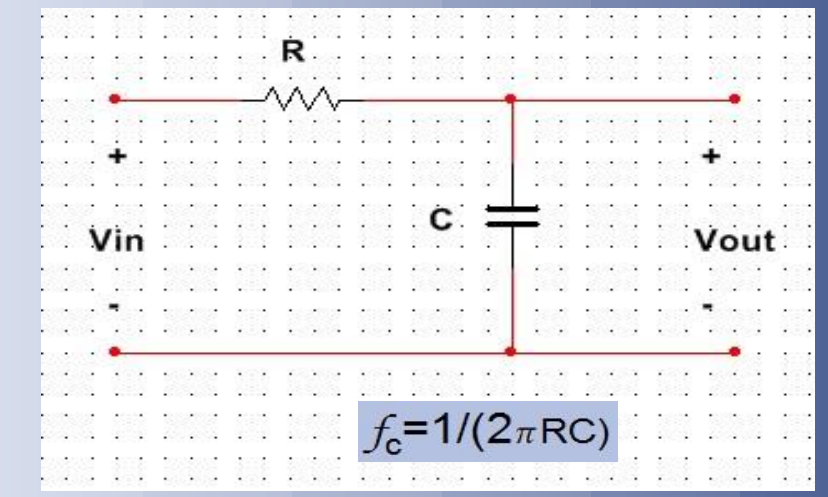 R
+ +
C
Vin Vout
- -
fc=1/(2πRC)